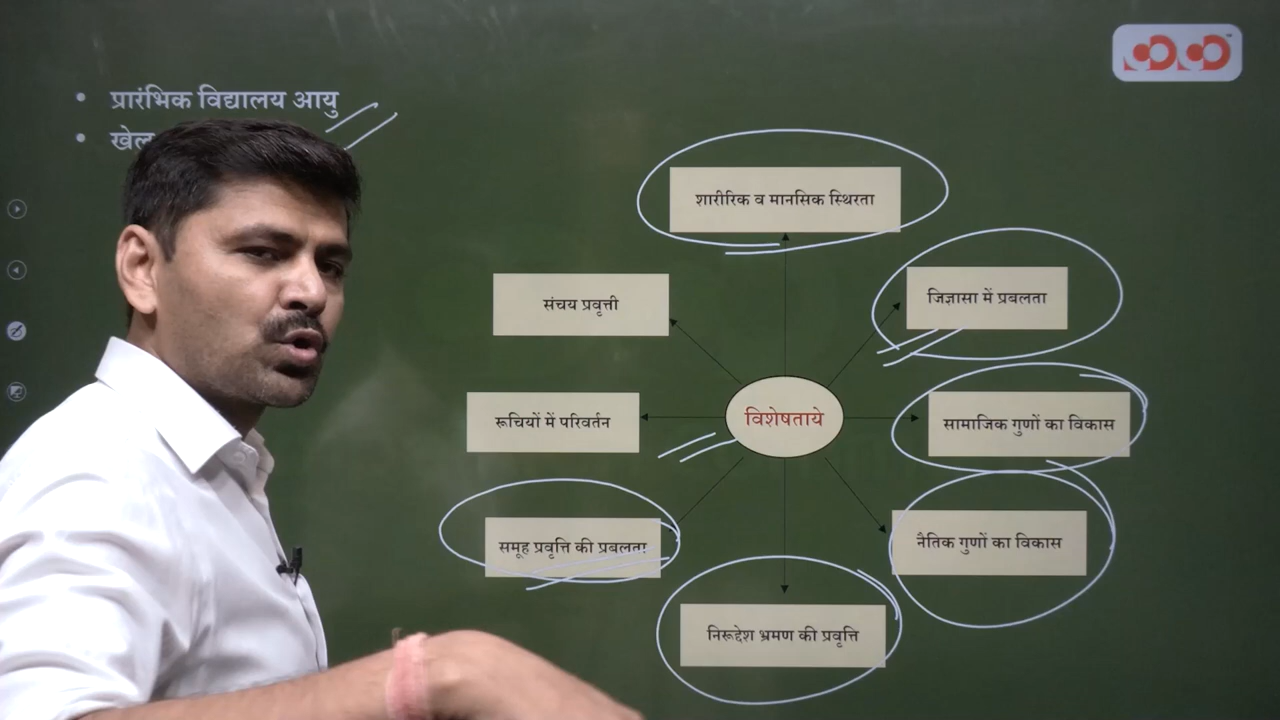 • प्रारंभिक विद्यालय आयु
• खेल
शारीरिक व मानसिक स्थिरता
संचय प्रवृत्ती
जिज्ञासा में प्रबलता
रूचियों में परिवर्तन
विशेषताये
सामाजिक गुणों का विकास
समूह प्रवृत्ति की प्रबलता
नैतिक गुणों का विकास
निरूद्देश भ्रमण की प्रवृत्ति